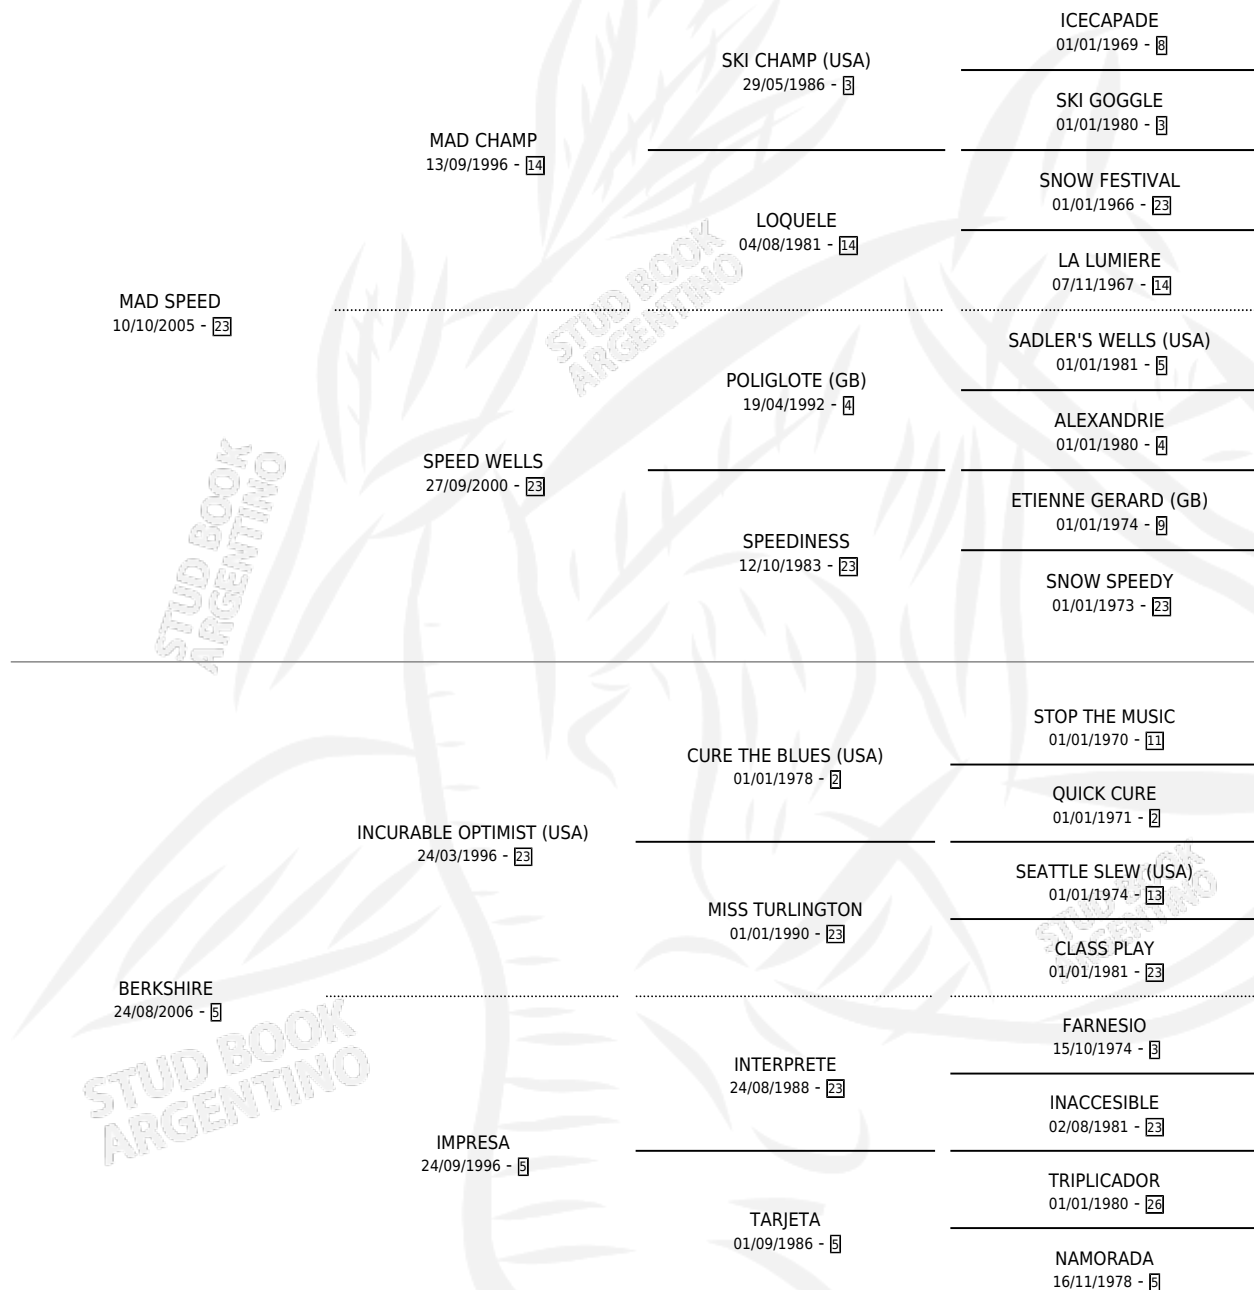 ICECAPADE
01/01/1969 - 8
SKI CHAMP (USA)
29/05/1986 - 3
SKI GOGGLE
01/01/1980 - 3
MAD CHAMP
13/09/1996 - 14
SNOW FESTIVAL
01/01/1966 - 23
LOQUELE
04/08/1981 - 14
LA LUMIERE
07/11/1967 - 14
MAD SPEED
10/10/2005 - 23
SADLER'S WELLS (USA)
01/01/1981 - 5
POLIGLOTE (GB)
19/04/1992 - 4
ALEXANDRIE
01/01/1980 - 4
SPEED WELLS
27/09/2000 - 23
ETIENNE GERARD (GB)
01/01/1974 - 9
SPEEDINESS
12/10/1983 - 23
SNOW SPEEDY
01/01/1973 - 23
STUD BOOK
ARGENTINO
STUD BOOK
ARGENTINO
STOP THE MUSIC
01/01/1970 - 11
CURE THE BLUES (USA)
01/01/1978 - 2
QUICK CURE
01/01/1971 - 2
INCURABLE OPTIMIST (USA)
24/03/1996 - 23
SEATTLE SLEW (USA)
01/01/1974 - 13
MISS TURLINGTON
01/01/1990 - 23
CLASS PLAY
01/01/1981 - 23
BERKSHIRE
24/08/2006 - 5
FARNESIO
15/10/1974 - 3
INTERPRETE
24/08/1988 - 23
INACCESIBLE
02/08/1981 - 23
IMPRESA
24/09/1996 - 5
TRIPLICADOR
01/01/1980 - 26
TARJETA
01/09/1986 - 5
NAMORADA
16/11/1978 - 5
STUD BOOK
ARGENTINO
STUD BOOK
ARGENTINO